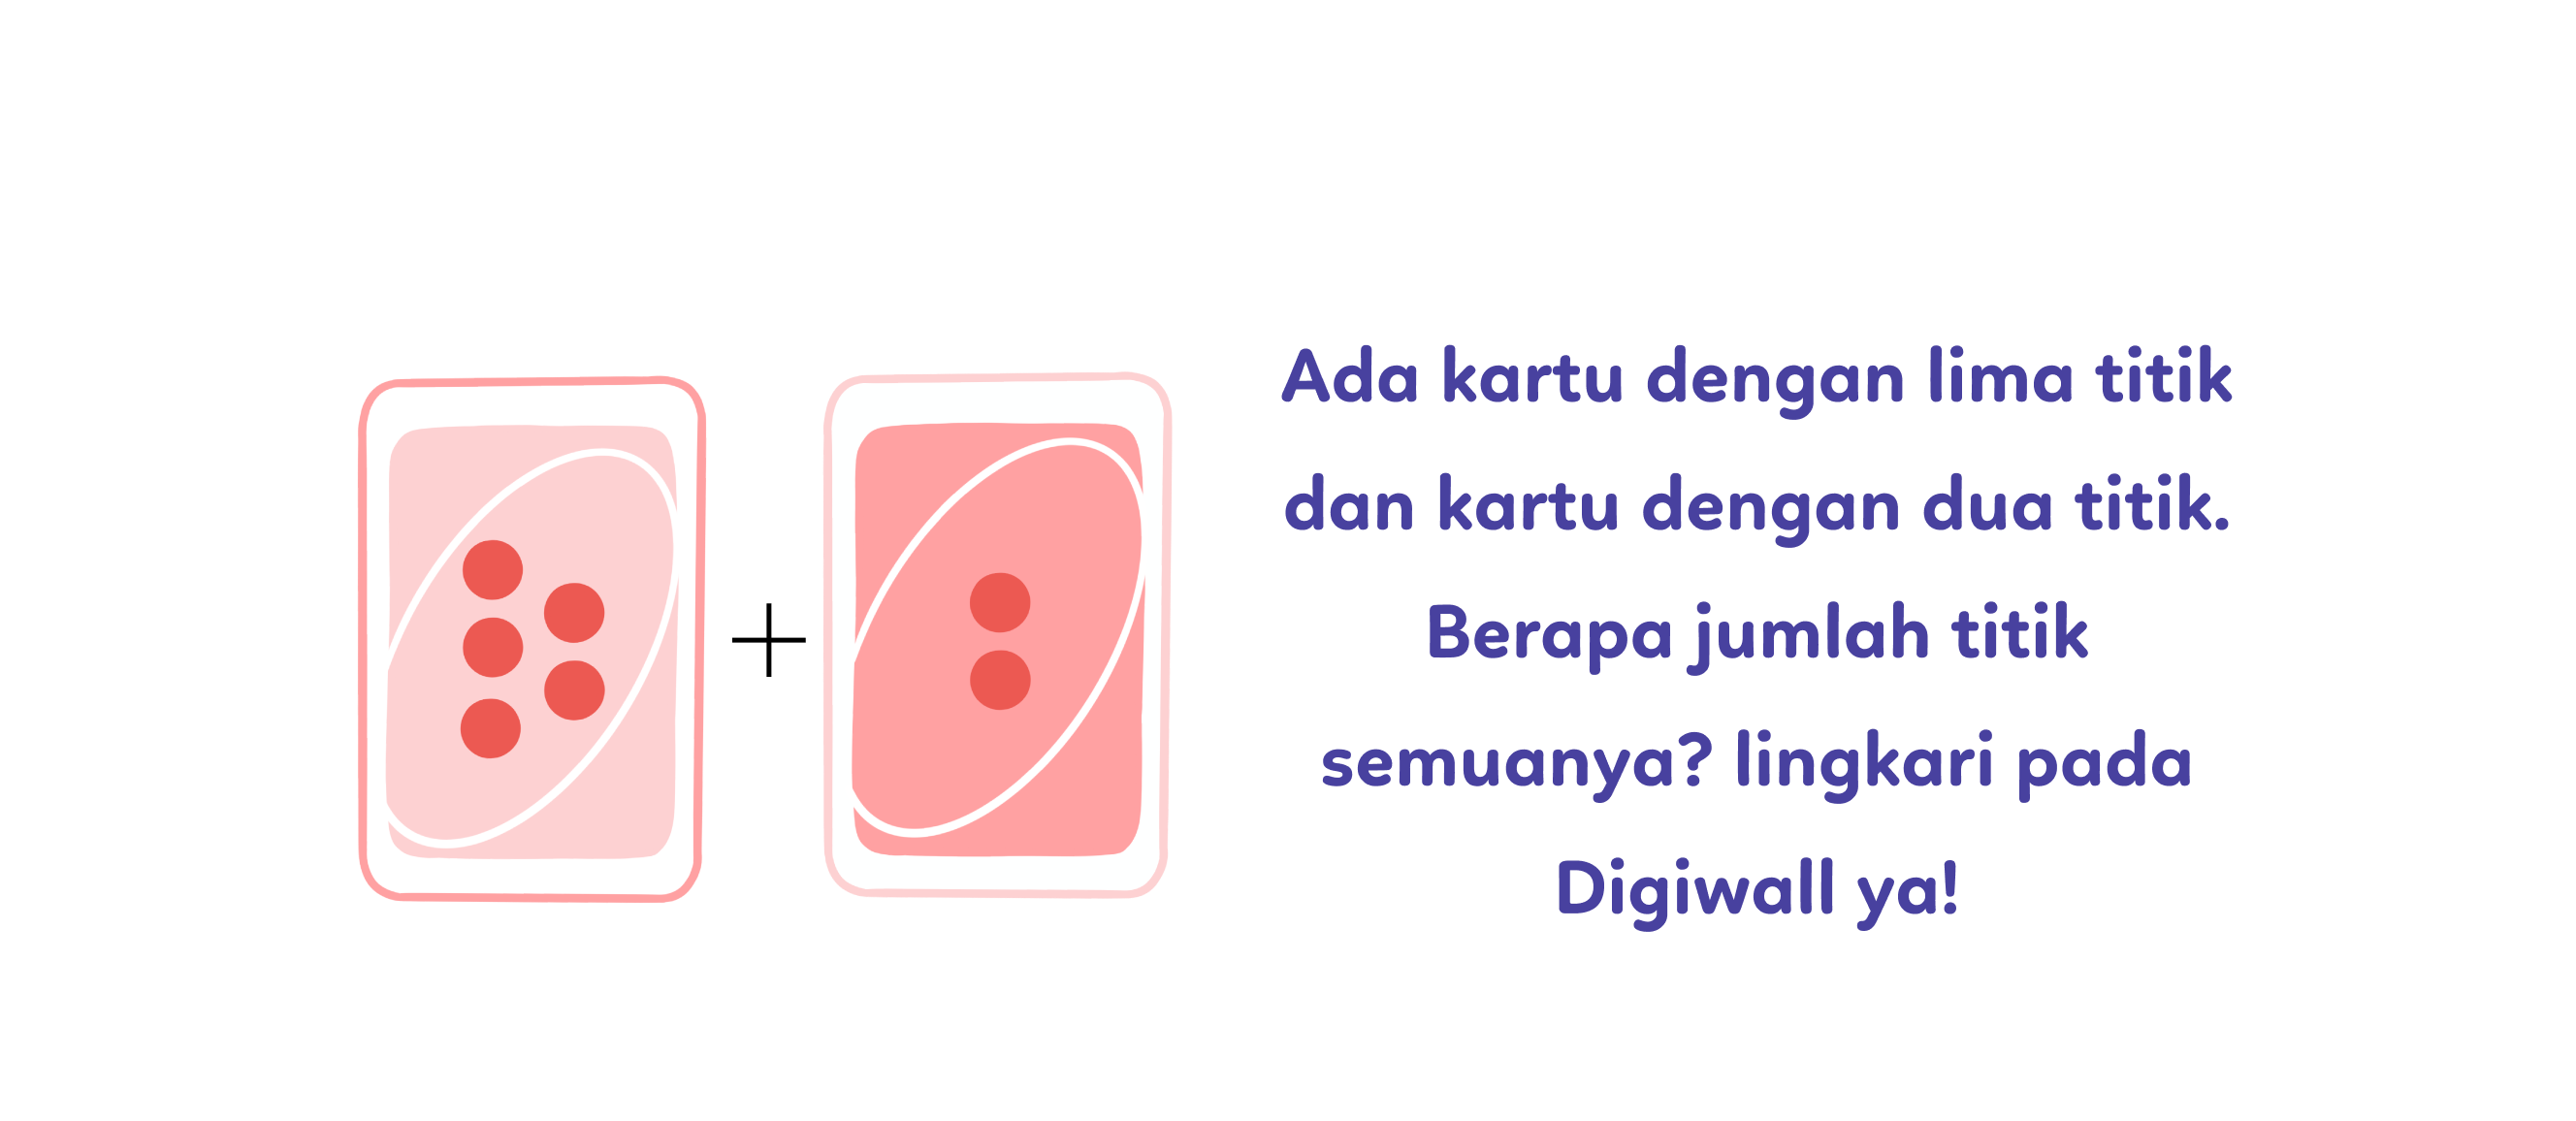 Ada kartu dengan lima titik
dan kartu dengan dua titik.
Berapa jumlah titik
semuanya? lingkari pada
Digiwall ya!
+